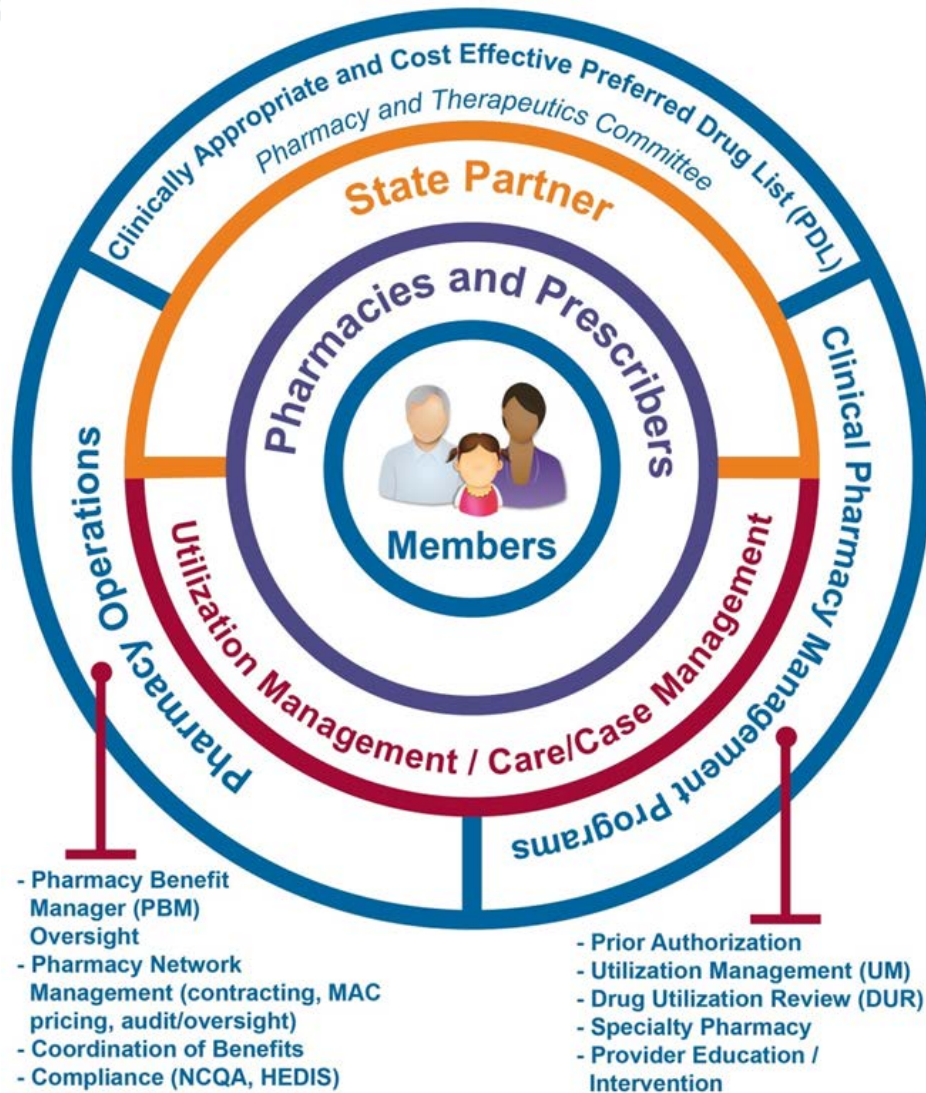 Clinically Appropriate and Cost Effective Preferred Drug List (PDL)
Pharmacy and Therapeutics Committee
State Partner
Pharmacies and Prescribers
Members
Utilization Management / Care/Case Management
Pharmacy Operations
Clinical Pharmacy Management Programs
- Pharmacy Benefit
Manager (PBM)
Oversight
- Pharmacy Network
Management (contracting, MAC
pricing, audit/oversight)
- Coordination of Benefits
- Compliance (NCQA, HEDIS)
- Prior Authorization
- Utilization Management (UM)
- Drug Utilization Review (DUR)
- Specialty Pharmacy
- Provider Education /
Intervention